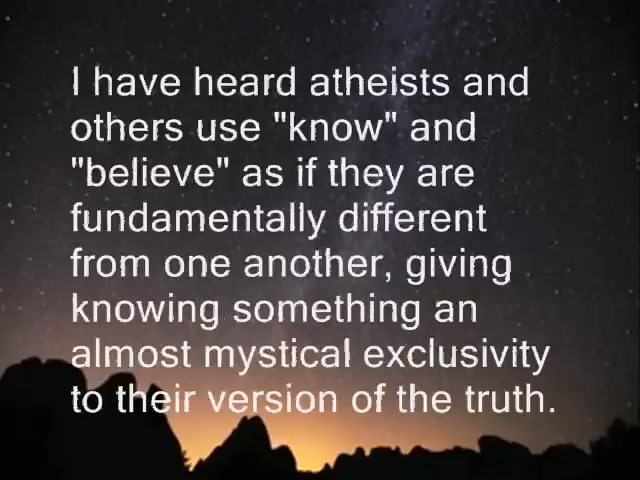 I have heard atheists and
others use "know" and
"believe" as if they are
fundamentally different
from one another, giving
knowing something an
almost mystical exclusivity
to their version of the truth.